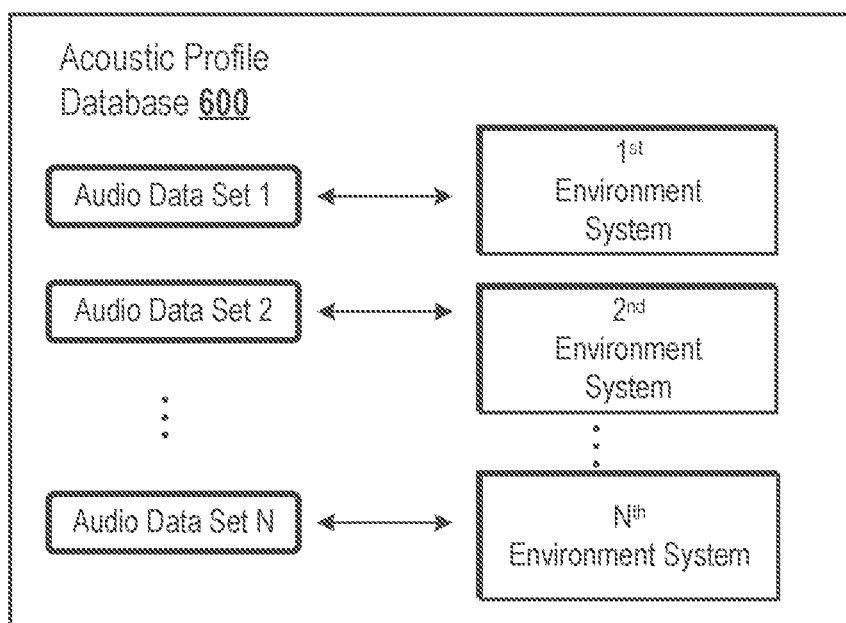 Acoustic Profile
Database 600
Audio Data Set 1
1st
Environment
System
Audio Data Set 2
2nd
Environment
System
Audio Data Set N
Nth
Environment System